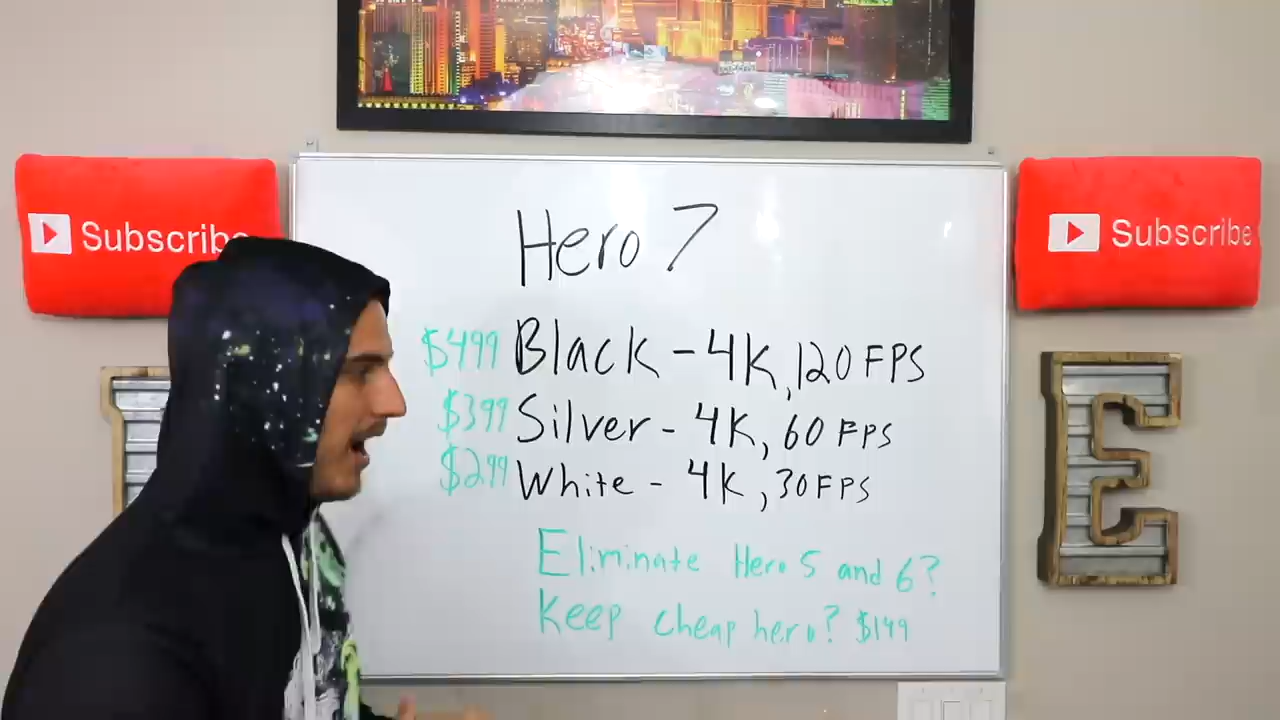 Subscribe
Subscribe
Hero 7
$499 Black - 4K, 120 FPS
$399 Silver - 4K, 60 FPS
$299 White - 4K, 30 FPS
Eliminate Hero 5 and 6?
Keep cheap hero? $149
E